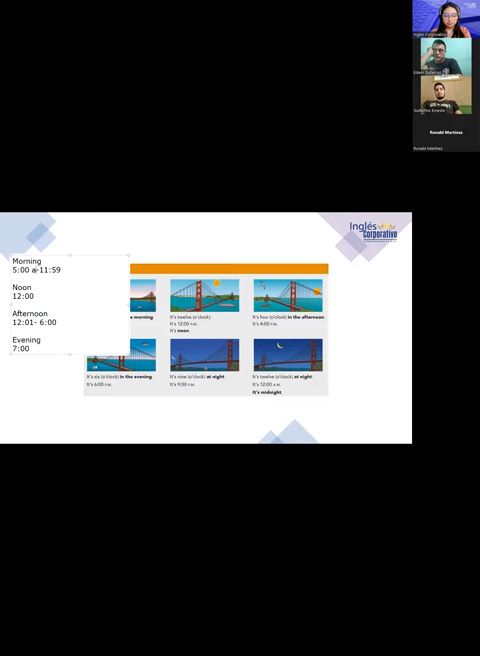 Inglés Corporativo
Edwin Gutierrez
Guillermo Ernesto
Ronald Martinez
Ronald Martinez
Inglés
Corporativo
Morning
5:00 a-11:59
Noon
12:00
Afternoon
12:01- 6:00
Evening
7:00
e morning.
It's twelve (o'clock).
It's 12:00 P.M.
It's noon.
It's four (o'clock) in the afternoon.
It's 4:00 P.M.
It's six (o'clock) in the evening.
It's 6:00 P.M.
It's nine (o'clock) at night.
It's 9:00 P.M.
It's twelve (o'clock) at night.
It's 12:00 A.M.
It's midnight.